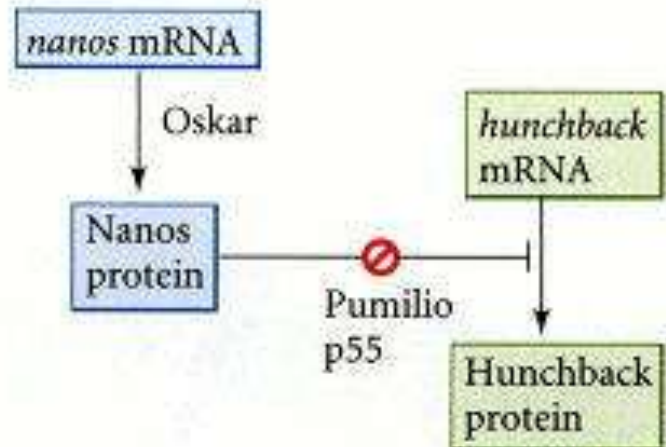 nanos mRNA
Oskar
hunchback
mRNA
Nanos
protein
Pumilio
p55
Hunchback
protein